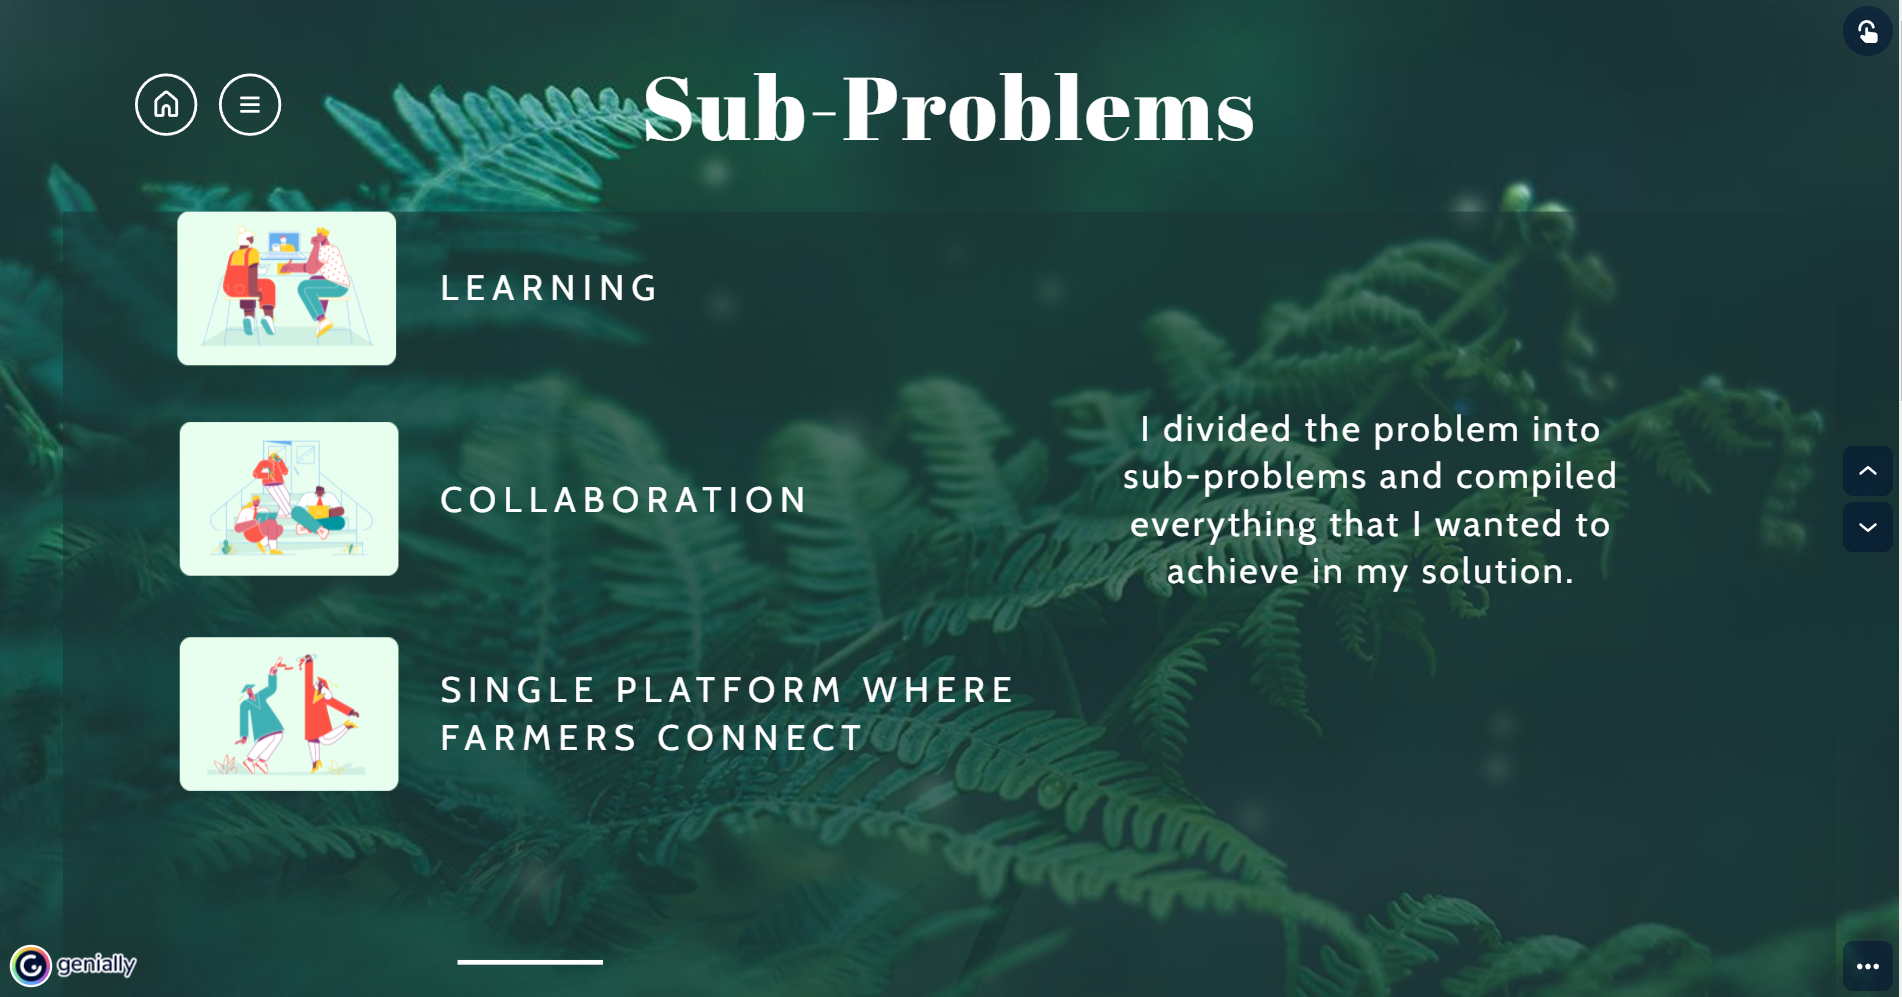 Sub-Problems
LEARNING
COLLABORATION
SINGLE PLATFORM WHERE
FARMERS CONNECT
I divided the problem into
sub-problems and compiled
everything that I wanted to
achieve in my solution.
genially